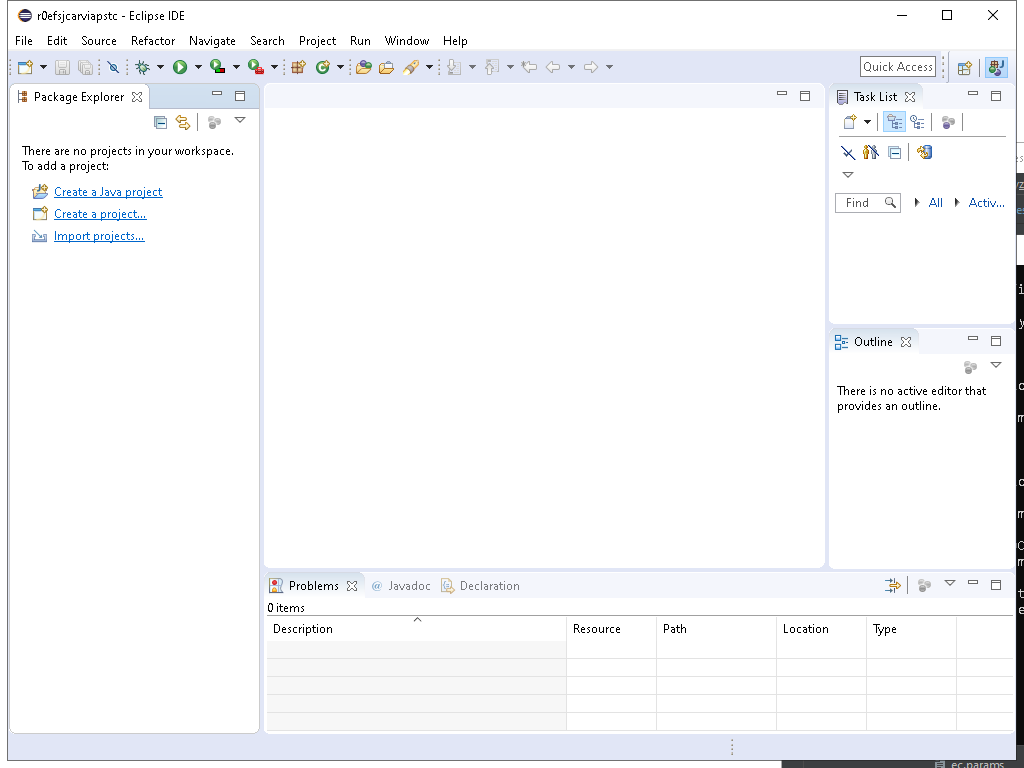 r0efsjcarviapstc - Eclipse IDE
File Edit Source Refactor Navigate Search Project Run Window Help
Quick Access
Package Explorer
There are no projects in your workspace.
To add a project:
Create a Java project
Create a project...
Import projects...
Task List
Find All Activ...
Outline
There is no active editor that
provides an outline.
Problems @ Javadoc Declaration
0 items
Description Resource Path Location Type
ec.params